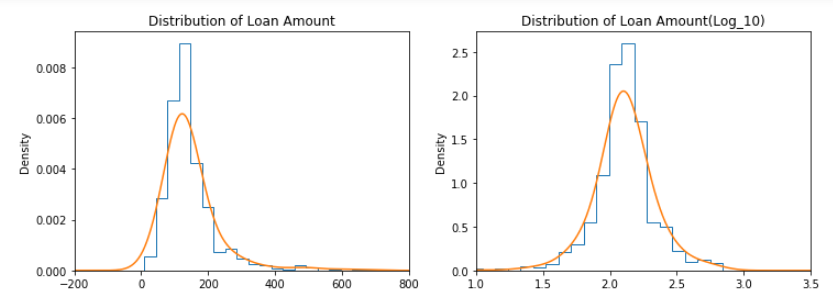 Distribution of Loan Amount
Density
0.008
0.006
0.004
0.002
0.000
−200 0 200 400 600 800
Distribution of Loan Amount(Log_10)
Density
2.5
2.0
1.5
1.0
0.5
0.0
1.0 1.5 2.0 2.5 3.0 3.5